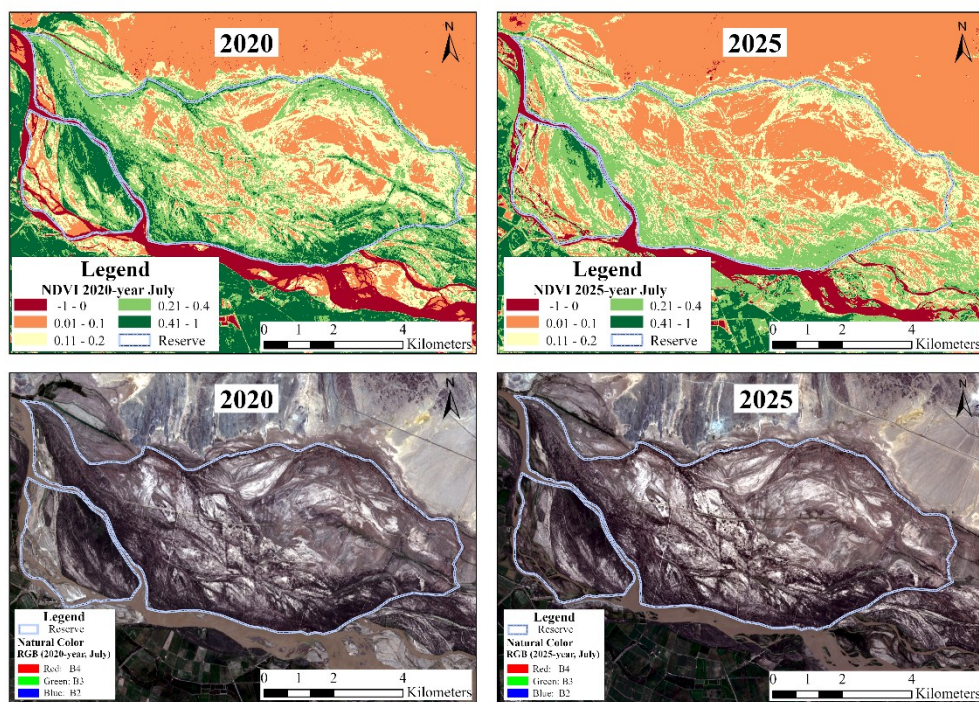 2020
N
Legend
NDVI 2020-year July
-1 - 0
0.21 - 0.4
0.01 - 0.1
0.41 - 1
0.11 - 0.2
Reserve
0 2 4
Kilometers
2025
N
Legend
NDVI 2025-year July
-1 - 0
0.21 - 0.4
0.01 - 0.1
0.41 - 1
0.11 - 0.2
Reserve
0 2 4
Kilometers
2020
N
Legend
Reserve
Natural Color
RGB (2020-year, July)
Red: B4
Green: B3
Blue: B2
0 2 4
Kilometers
2025
N
Legend
Reserve
Natural Color
RGB (2025-year, July)
Red: B4
Green: B3
Blue: B2
0 2 4
Kilometers